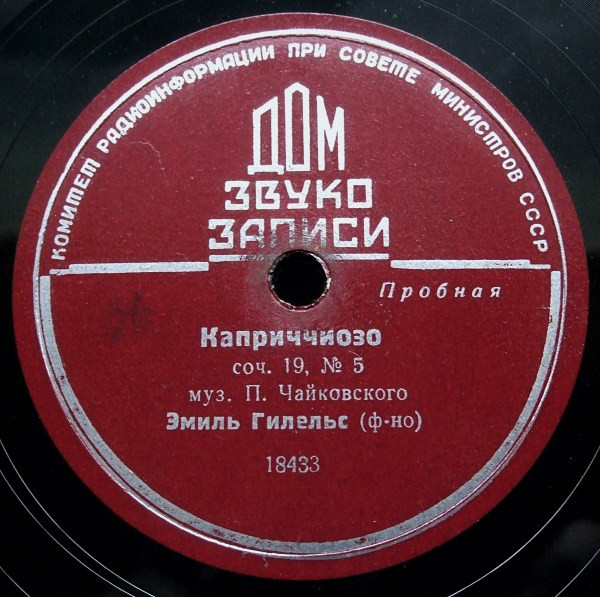 КОМИТЕТ РАДИОИНФОРМАЦИИ ПРИ СОВЕТЕ МИНИСТРОВ СССР
ДОМ
ЗВУКО
ЗАПИСИ
Пробная
Каприччиозо
соч. 19, № 5
муз. П. Чайковского
Эмиль Гилельс (ф-но)
18433